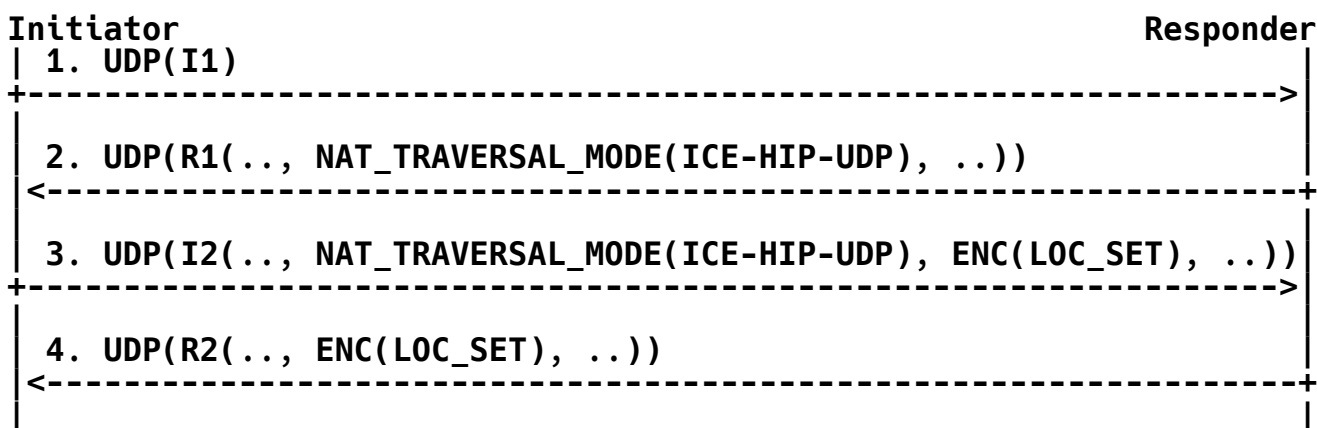 Initiator Responder
1. UDP(I1)
2. UDP(R1(.., NAT_TRAVERSAL_MODE(ICE-HIP-UDP), ..))
3. UDP(I2(.., NAT_TRAVERSAL_MODE(ICE-HIP-UDP), ENC(LOC_SET), ..))
4. UDP(R2(.., ENC(LOC_SET), ..))